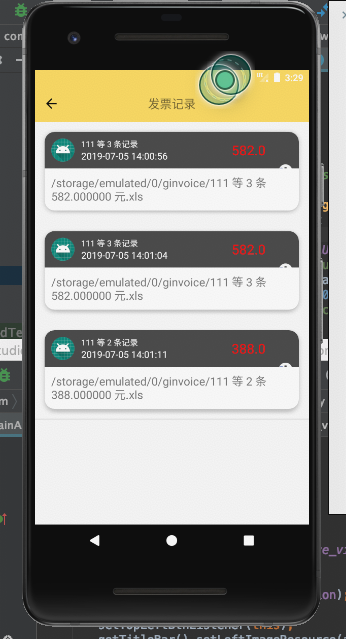 com
3:29
发票记录
111 等 3 条记录
2019-07-05 14:00:56
582.0
/storage/emulated/0/ginvoice/111 等 3 条
582.000000 元.xls
111 等 3 条记录
2019-07-05 14:01:04
582.0
/storage/emulated/0/ginvoice/111 等 3 条
582.000000 元.xls
111 等 2 条记录
2019-07-05 14:01:11
388.0
/storage/emulated/0/ginvoice/111 等 2 条
388.000000 元.xls